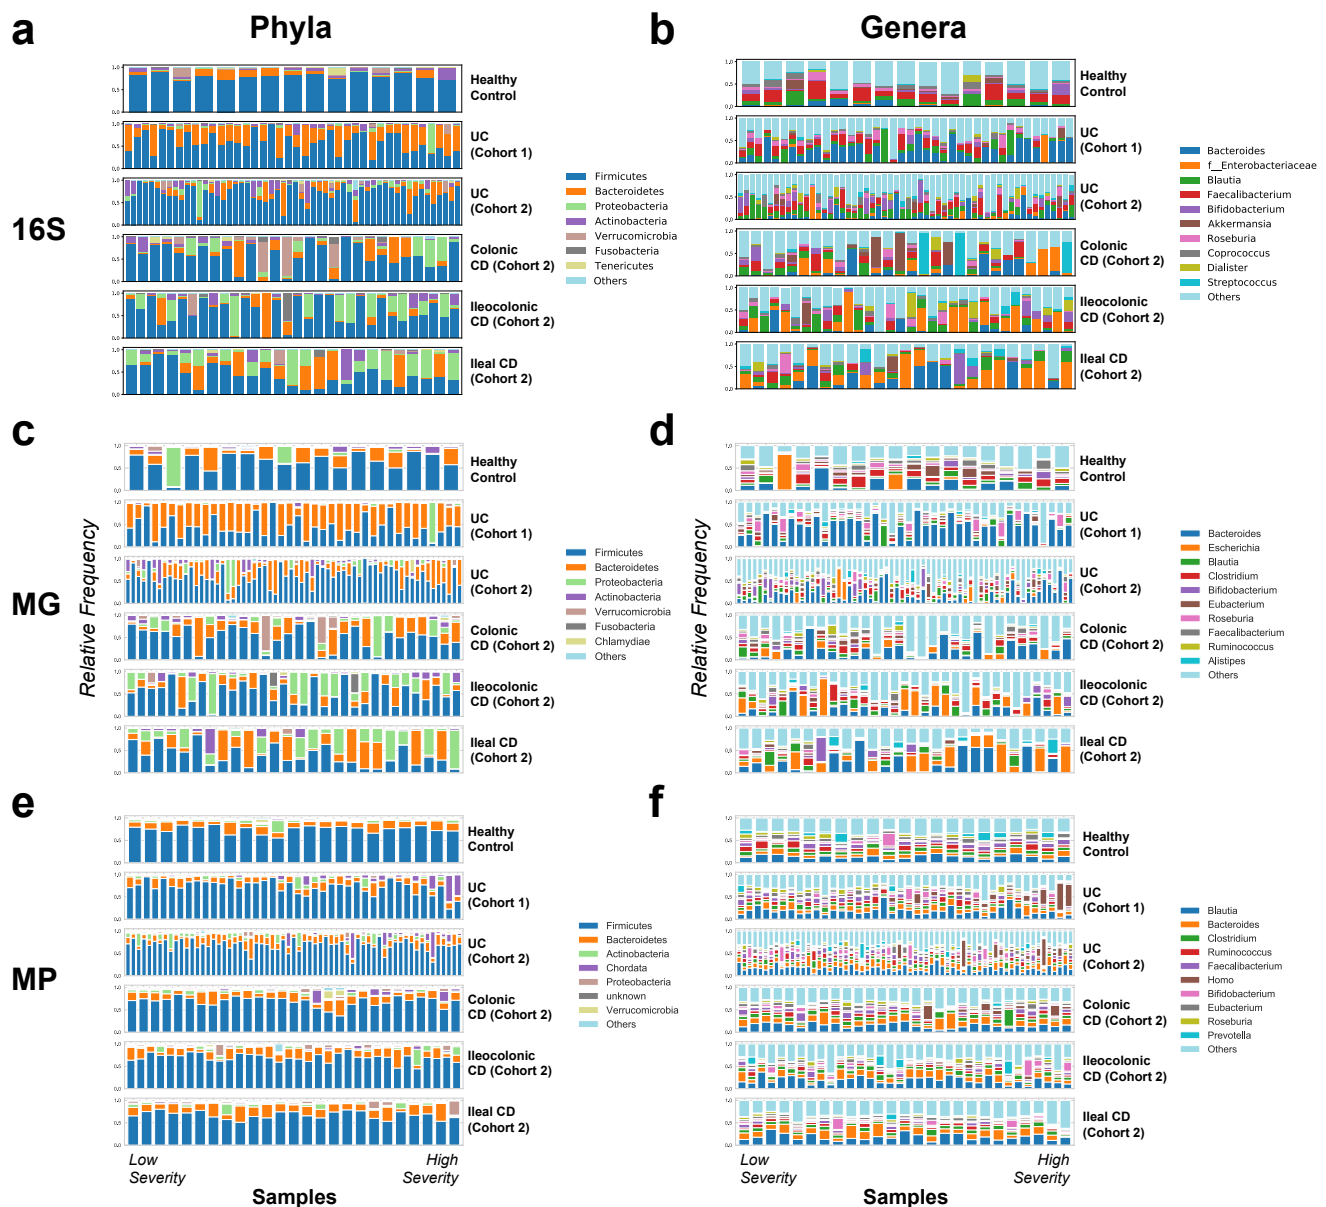 a
Phyla
b
Genera
16S
1.0
0.5
0.0
Healthy
Control
UC
(Cohort 1)
UC
(Cohort 2)
Colonic
CD (Cohort 2)
Ileocolonic
CD (Cohort 2)
Ileal CD
(Cohort 2)
Firmicutes
Bacteroidetes
Proteobacteria
Actinobacteria
Verrucomicrobia
Fusobacteria
Tenericutes
Others
Healthy
Control
UC
(Cohort 1)
UC
(Cohort 2)
Colonic
CD (Cohort 2)
Ileocolonic
CD (Cohort 2)
Ileal CD
(Cohort 2)
Bacteroides
f__Enterobacteriaceae
Blautia
Faecalibacterium
Bifidobacterium
Akkermansia
Roseburia
Coprococcus
Dialister
Streptococcus
Others
c
d
MG
Relative Frequency
Healthy
Control
UC
(Cohort 1)
UC
(Cohort 2)
Colonic
CD (Cohort 2)
Ileocolonic
CD (Cohort 2)
Ileal CD
(Cohort 2)
Firmicutes
Bacteroidetes
Proteobacteria
Actinobacteria
Verrucomicrobia
Fusobacteria
Chlamydiae
Others
Relative Frequency
Healthy
Control
UC
(Cohort 1)
UC
(Cohort 2)
Colonic
CD (Cohort 2)
Ileocolonic
CD (Cohort 2)
Ileal CD
(Cohort 2)
Bacteroides
Escherichia
Blautia
Clostridium
Bifidobacterium
Eubacterium
Roseburia
Faecalibacterium
Ruminococcus
Alistipes
Others
e
f
MP
Healthy
Control
UC
(Cohort 1)
UC
(Cohort 2)
Colonic
CD (Cohort 2)
Ileocolonic
CD (Cohort 2)
Ileal CD
(Cohort 2)
Firmicutes
Bacteroidetes
Actinobacteria
Chordata
Proteobacteria
unknown
Verrucomicrobia
Others
Healthy
Control
UC
(Cohort 1)
UC
(Cohort 2)
Colonic
CD (Cohort 2)
Ileocolonic
CD (Cohort 2)
Ileal CD
(Cohort 2)
Blautia
Bacteroides
Clostridium
Ruminococcus
Faecalibacterium
Homo
Bifidobacterium
Eubacterium
Roseburia
Prevotella
Others
Low
Severity
High
Severity
Samples
Low
Severity
High
Severity
Samples